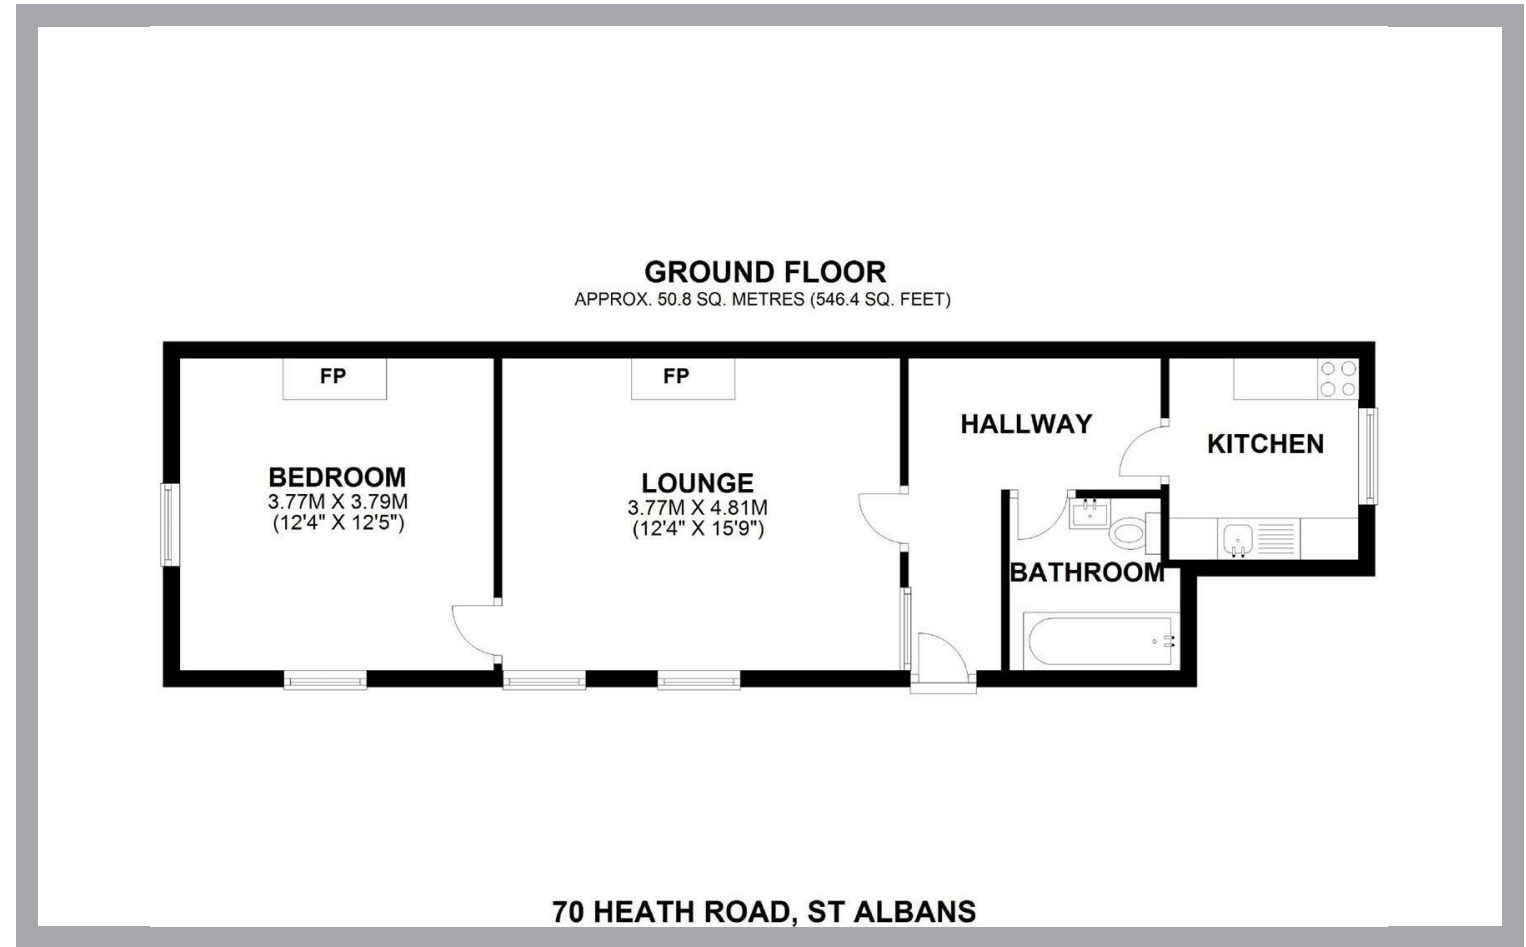 GROUND FLOOR
APPROX. 50.8 SQ. METRES (546.4 SQ. FEET)
FP
FP
HALLWAY
KITCHEN
BEDROOM
3.77M X 3.79M
(12'4" X 12'5")
LOUNGE
3.77M X 4.81M
(12'4" X 15'9")
BATHROOM
70 HEATH ROAD, ST ALBANS